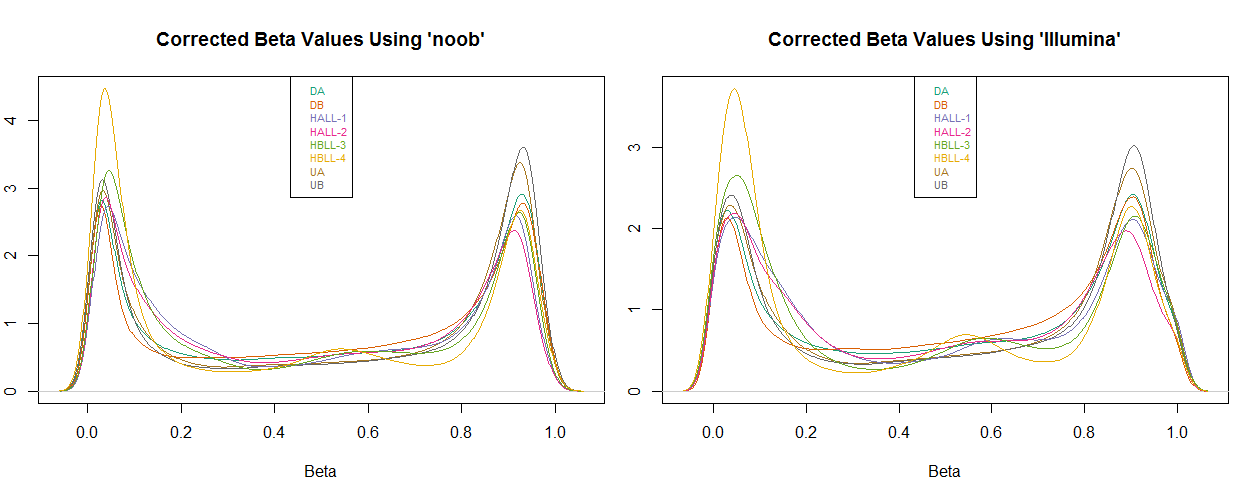 Corrected Beta Values Using 'noob'
DA
DB
HALL-1
HALL-2
HBLL-3
HBLL-4
UA
UB
4
3
2
1
0
0.0 0.2 0.4 0.6 0.8 1.0
Beta
Corrected Beta Values Using 'Illumina'
DA
DB
HALL-1
HALL-2
HBLL-3
HBLL-4
UA
UB
3
2
1
0
0.0 0.2 0.4 0.6 0.8 1.0
Beta